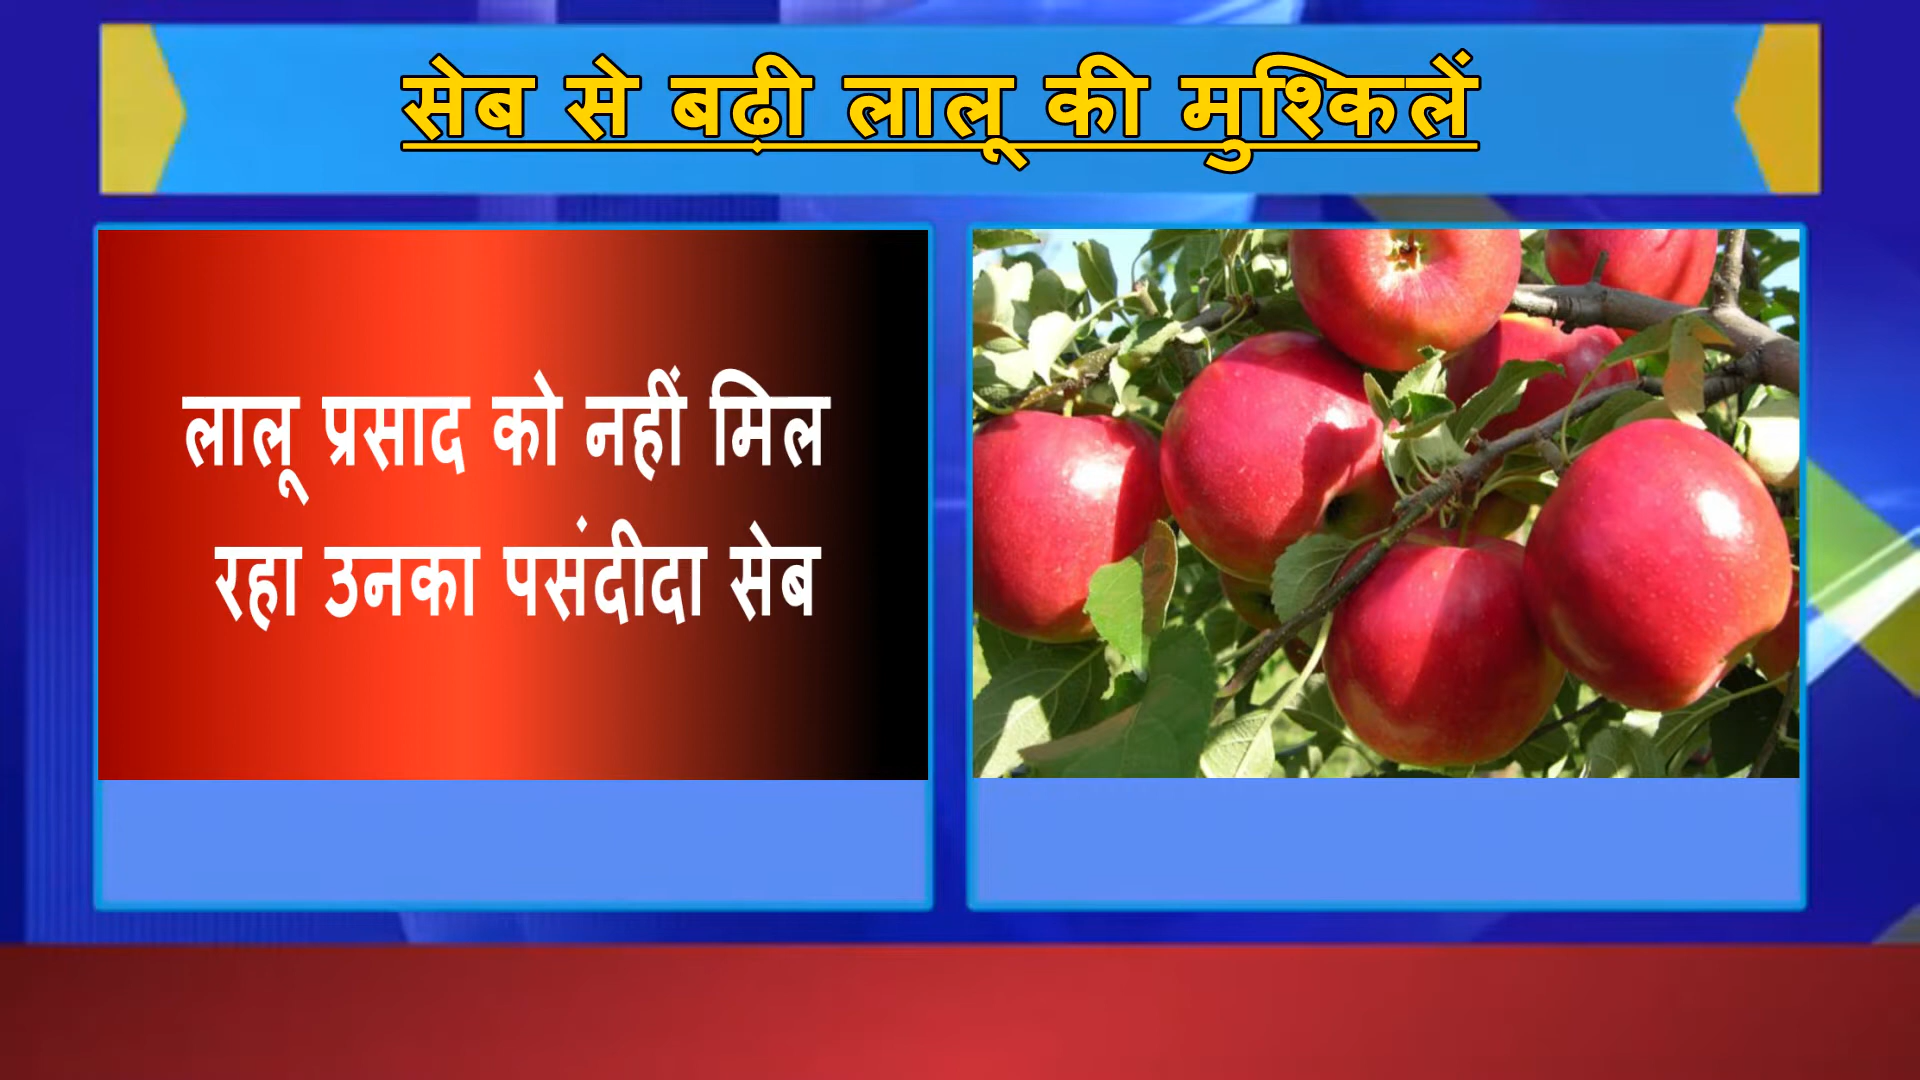 सेब से बढ़ी लालू की मुश्किलें
लालू प्रसाद को नहीं मिल
रहा उनका पसंदीदा सेब